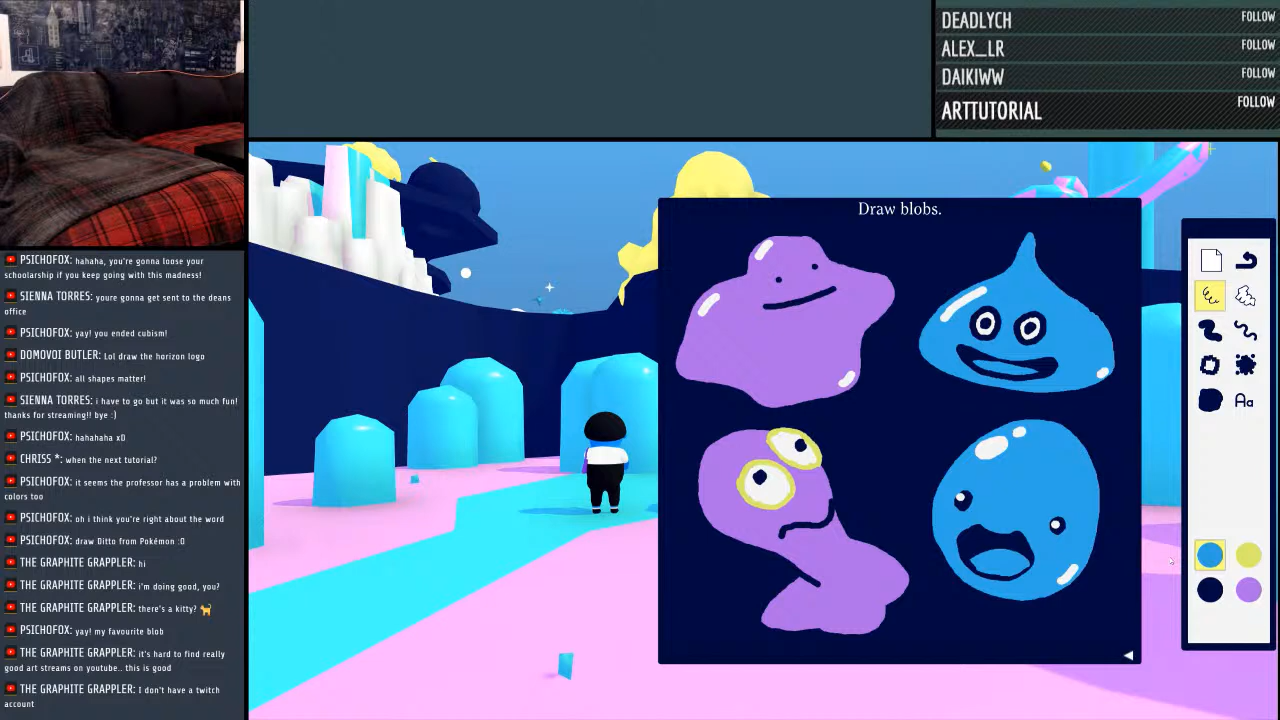 DEADLYCH FOLLOW
ALEX_LR FOLLOW
DAIKIWW FOLLOW
ARTTUTORIAL FOLLOW
Draw blobs.
Aa
PSICHOFOX: hahaha, you're gonna loose your
schoolarship if you keep going with this madness!
SIENNA TORRES: youre gonna get sent to the deans
office
PSICHOFOX: yay! you ended cubism!
DOMOVOI BUTLER: Lol draw the horizon logo
PSICHOFOX: all shapes matter!
SIENNA TORRES: i have to go but it was so much fun!
thanks for streaming!! bye :)
PSICHOFOX: hahahaha xD
CHRISS *: when the next tutorial?
PSICHOFOX: it seems the professor has a problem with
colors too
PSICHOFOX: oh i think you're right about the word
PSICHOFOX: draw Ditto from Pokémon :O
THE GRAPHITE GRAPPLER: hi
THE GRAPHITE GRAPPLER: i'm doing good, you?
THE GRAPHITE GRAPPLER: there's a kitty? 🐈
PSICHOFOX: yay! my favourite blob
THE GRAPHITE GRAPPLER: it's hard to find really
good art streams on youtube.. this is good
THE GRAPHITE GRAPPLER: I don't have a twitch
account